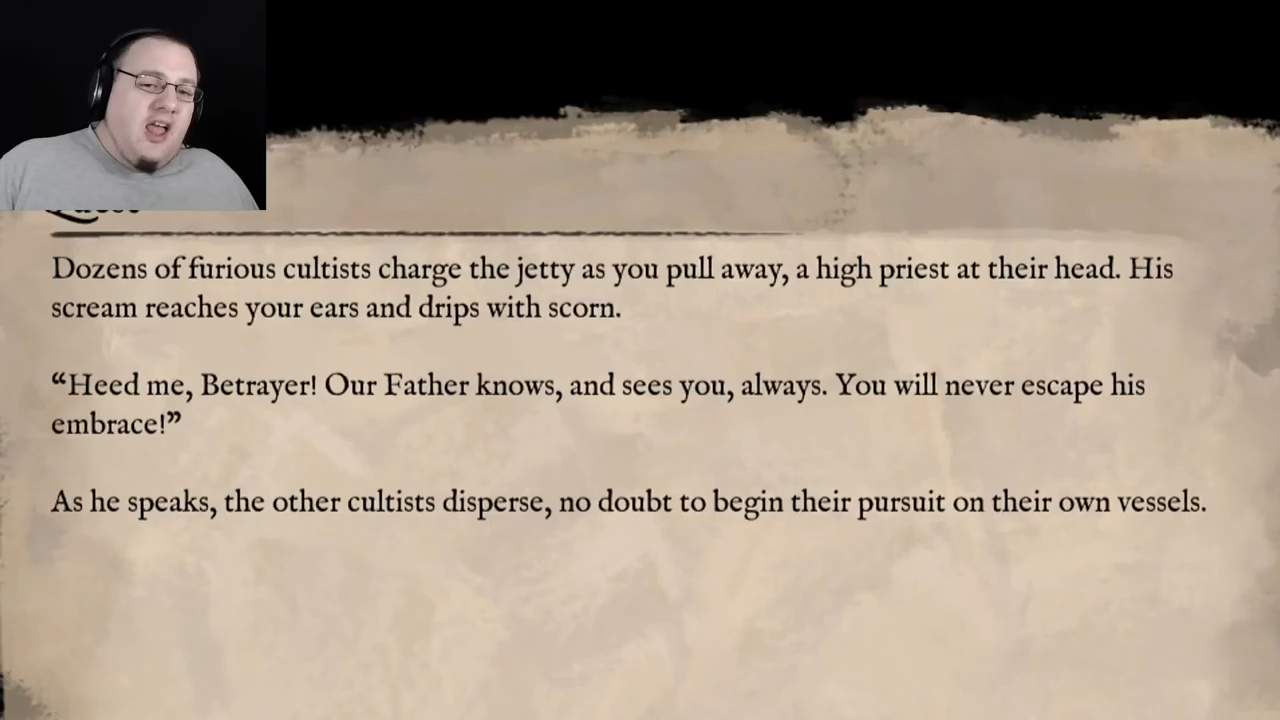 Dozens of furious cultists charge the jetty as you pull away, a high priest at their head. His
scream reaches your ears and drips with scorn.
“Heed me, Betrayer! Our Father knows, and sees you, always. You will never escape his
embrace!”
As he speaks, the other cultists disperse, no doubt to begin their pursuit on their own vessels.